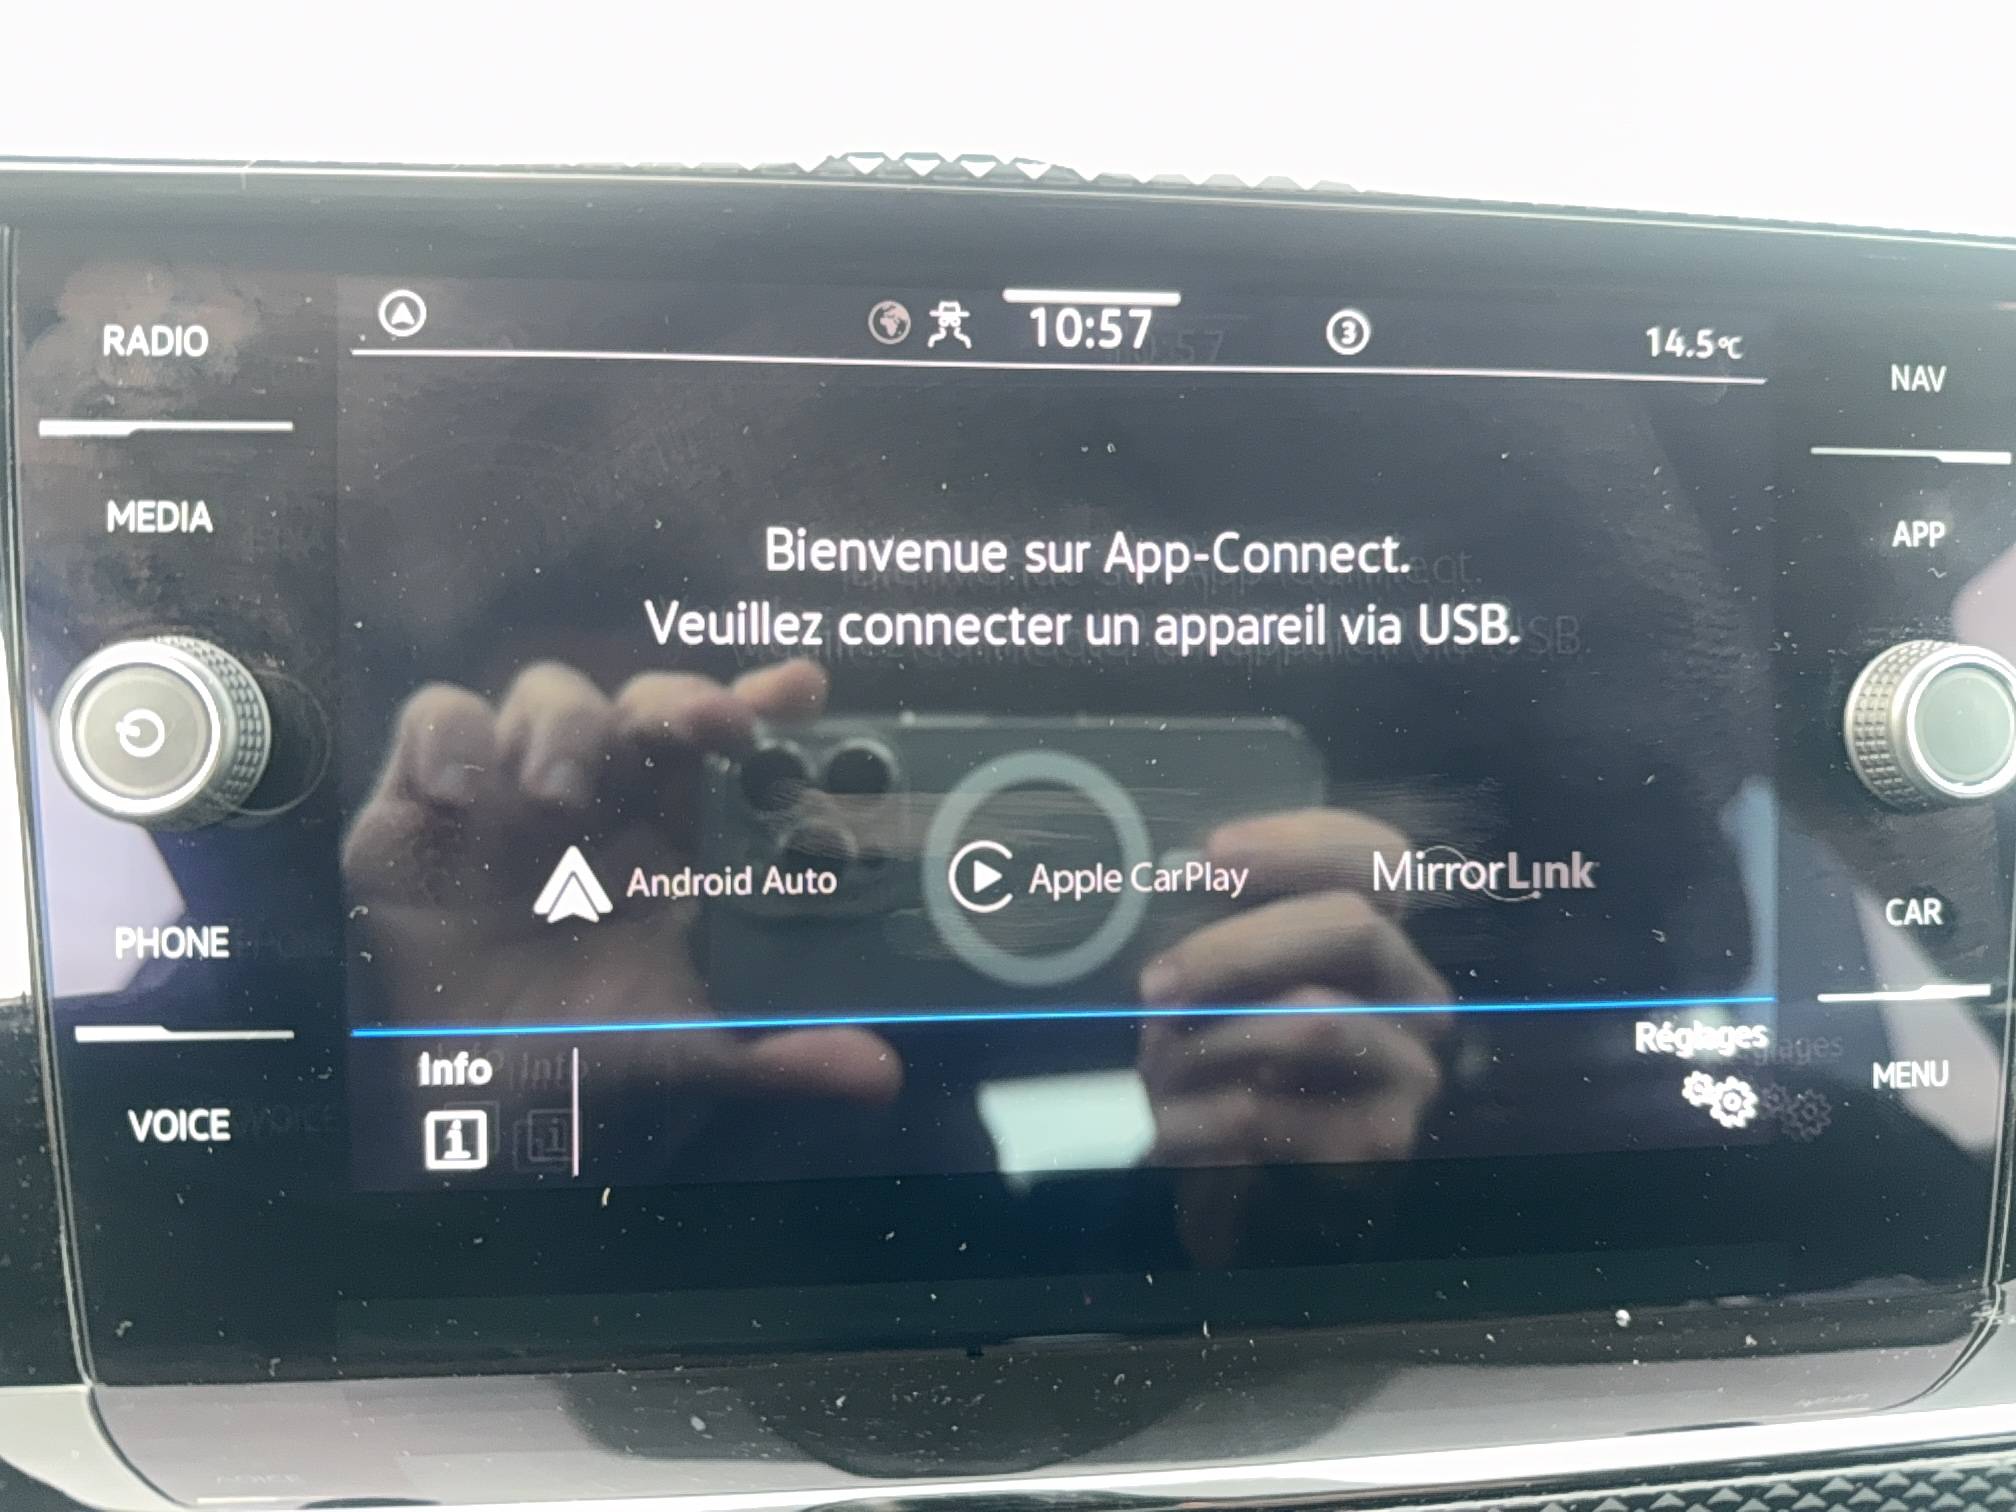 RADIO
MEDIA
PHONE
VOICE
10:57
3
14.5°C
Bienvenue sur App-Connect.
Veuillez connecter un appareil via USB.
Android Auto
Apple CarPlay
MirrorLink
Info
i
Réglages
NAV
APP
CAR
MENU